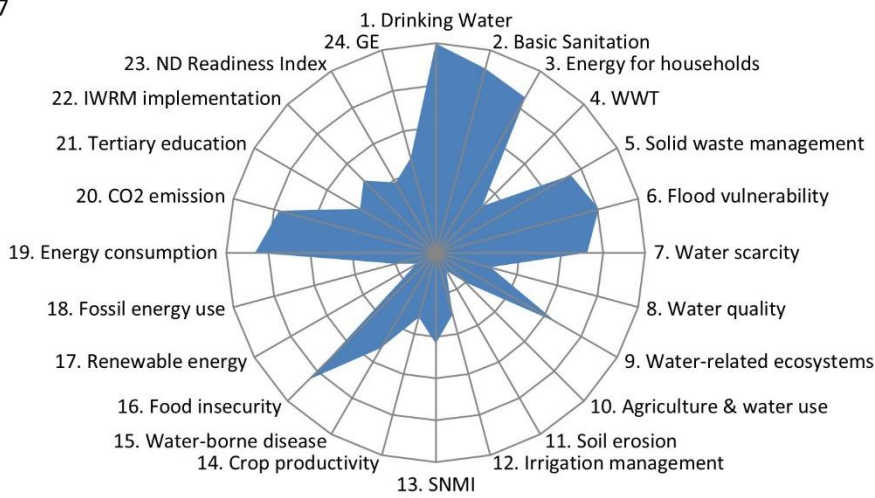 7
1. Drinking Water
2. Basic Sanitation
3. Energy for households
4. WWT
5. Solid waste management
6. Flood vulnerability
7. Water scarcity
8. Water quality
9. Water-related ecosystems
10. Agriculture & water use
11. Soil erosion
12. Irrigation management
13. SNMI
14. Crop productivity
15. Water-borne disease
16. Food insecurity
17. Renewable energy
18. Fossil energy use
19. Energy consumption
20. CO2 emission
21. Tertiary education
22. IWRM implementation
23. ND Readiness Index
24. GE